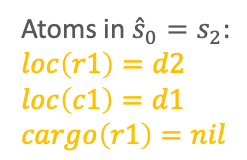 Atoms in ŝ₀ = s₂:
loc(r1) = d2
loc(c1) = d1
cargo(r1) = nil